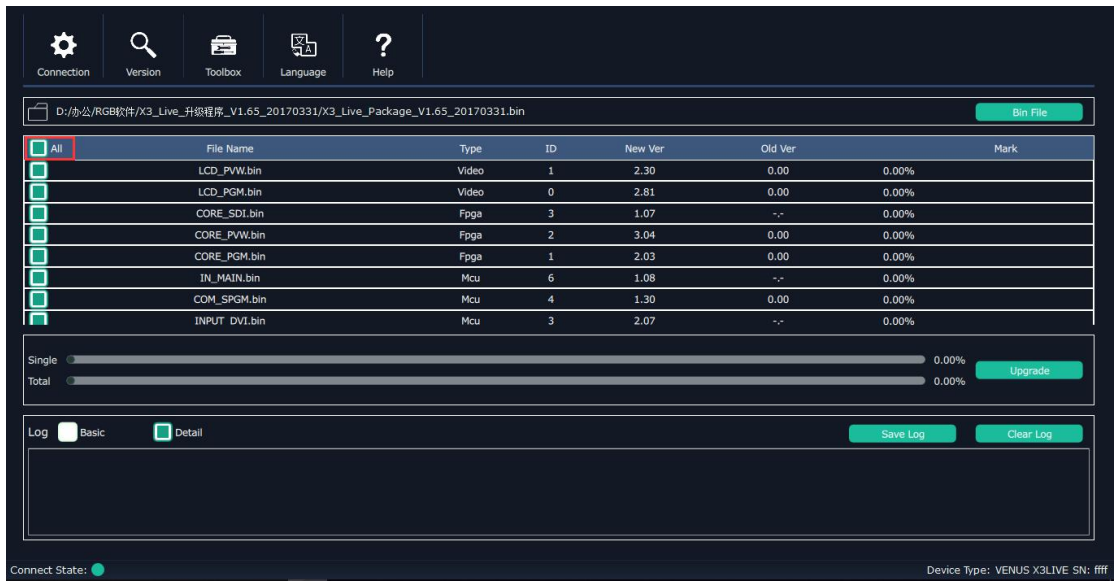 Connection Version Toolbox Language Help
D:/办公/RGB软件/X3_Live_升级程序_V1.65_20170331/X3_Live_Package_V1.65_20170331.bin Bin File
All File Name Type ID New Ver Old Ver Mark
LCD_PVW.bin Video 1 2.30 0.00 0.00%
LCD_PGM.bin Video 0 2.81 0.00 0.00%
CORE_SDI.bin Fpga 3 1.07 -.- 0.00%
CORE_PVW.bin Fpga 2 3.04 0.00 0.00%
CORE_PGM.bin Fpga 1 2.03 0.00 0.00%
IN_MAIN.bin Mcu 6 1.08 -.- 0.00%
COM_SPGM.bin Mcu 4 1.30 0.00 0.00%
INPUT_DVI.bin Mcu 3 2.07 -.- 0.00%
Single 0.00%
Upgrade
Total 0.00%
Log Basic Detail Save Log Clear Log
Connect State: Device Type: VENUS X3LIVE SN: ffff